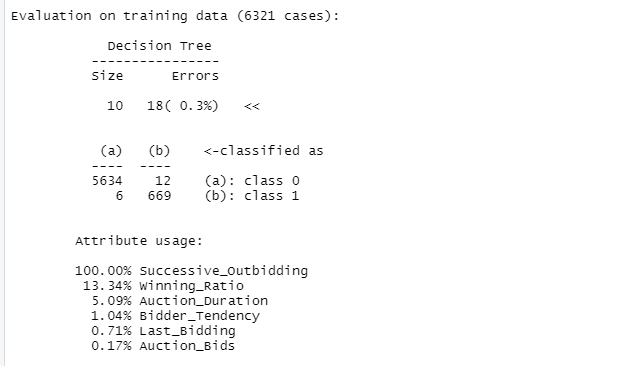 Evaluation on training data (6321 cases):
Decision Tree
----------------
Size Errors
10 18( 0.3%) <<
(a) (b) <-classified as
---- ----
5634 12 (a): class 0
6 669 (b): class 1
Attribute usage:
100.00% Successive_Outbidding
13.34% Winning_Ratio
5.09% Auction_Duration
1.04% Bidder_Tendency
0.71% Last_Bidding
0.17% Auction_Bids